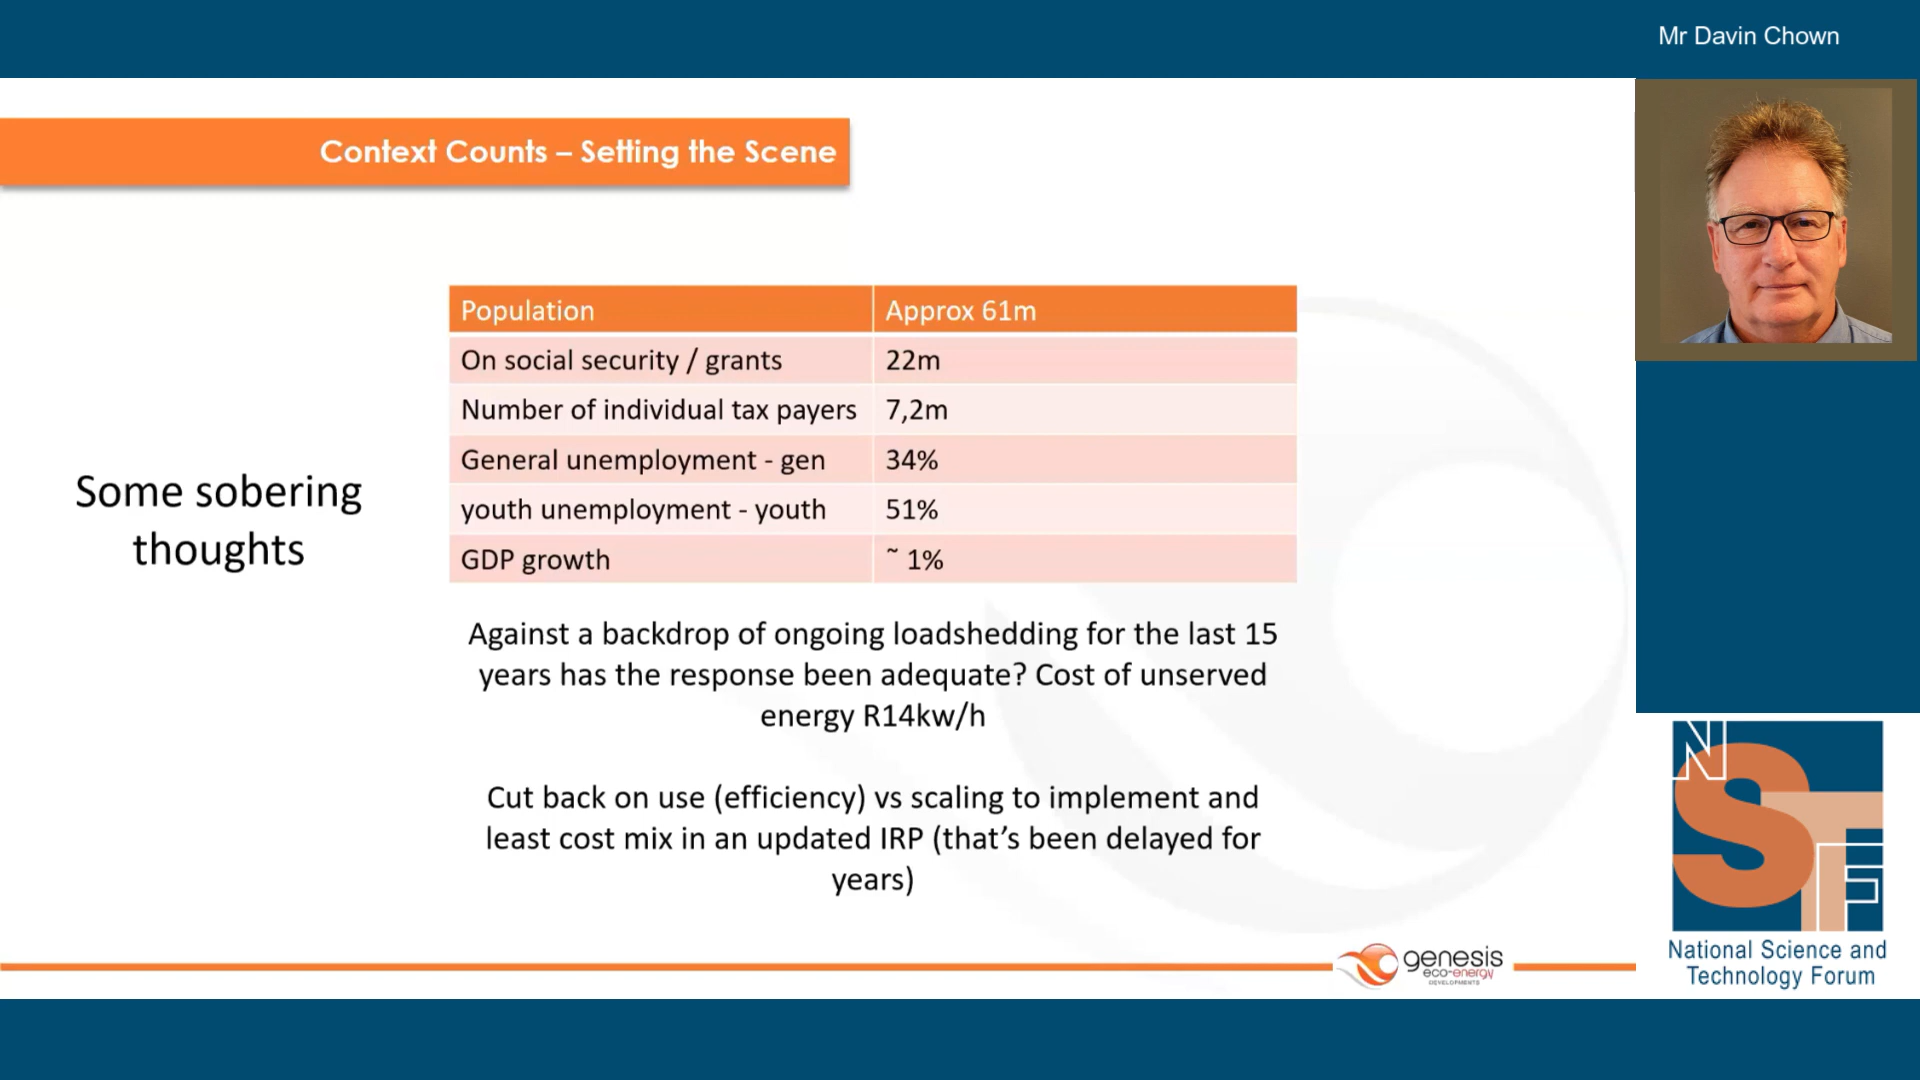 Mr Davin Chown
Context Counts – Setting the Scene
Some sobering
thoughts
Population Approx 61m
On social security / grants 22m
Number of individual tax payers 7,2m
General unemployment - gen 34%
youth unemployment - youth 51%
GDP growth ~ 1%
Against a backdrop of ongoing loadshedding for the last 15
years has the response been adequate? Cost of unserved
energy R14kw/h
Cut back on use (efficiency) vs scaling to implement and
least cost mix in an updated IRP (that's been delayed for
years)
genesis
eco-energy
DEVELOPMENTS
NSTF
National Science and
Technology Forum